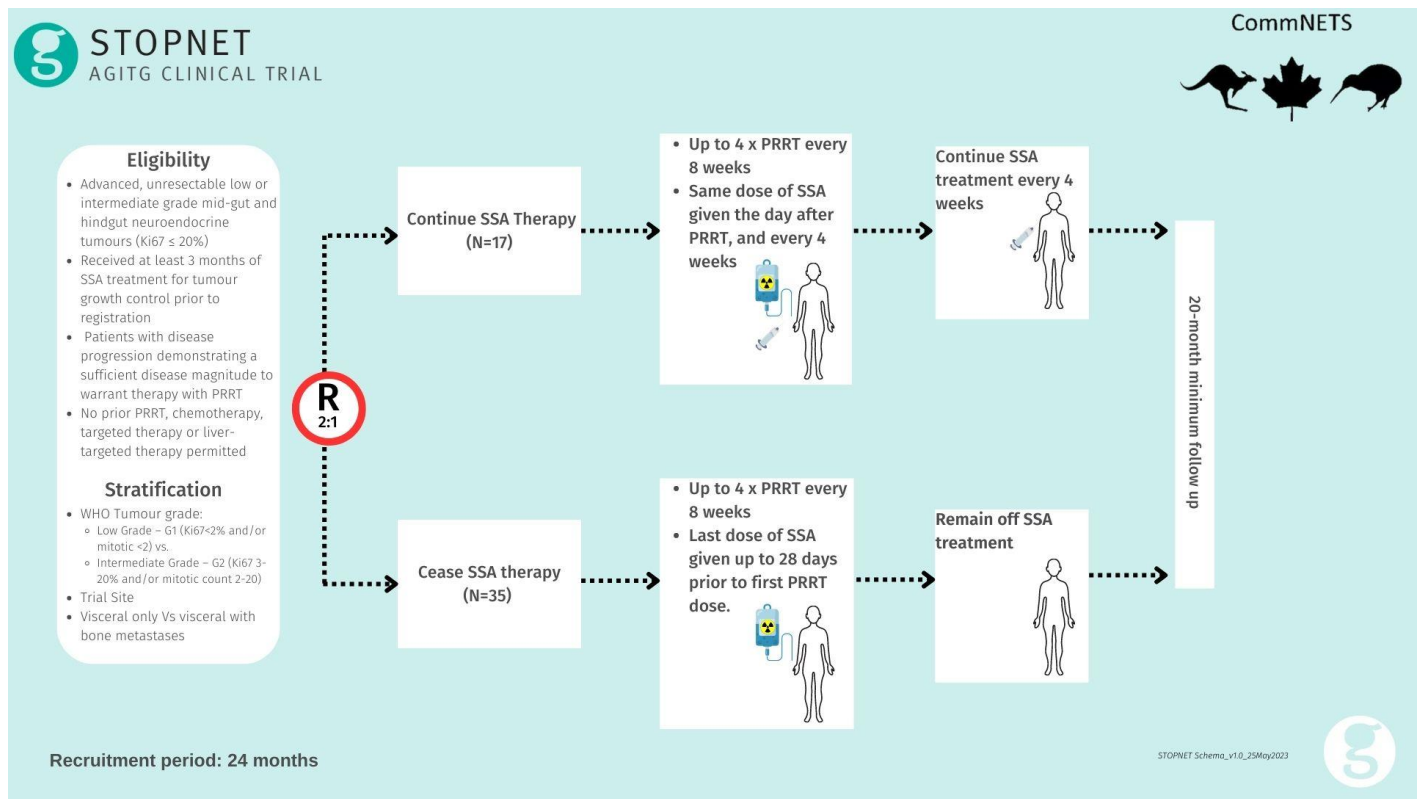 STOPNET
AGITG CLINICAL TRIAL
CommNETS
Eligibility
• Advanced, unresectable low or
intermediate grade mid-gut and
hindgut neuroendocrine
tumours (Ki67 ≤ 20%)
• Received at least 3 months of
SSA treatment for tumour
growth control prior to
registration
• Patients with disease
progression demonstrating a
sufficient disease magnitude to
warrant therapy with PRRT
• No prior PRRT, chemotherapy,
targeted therapy or liver-
targeted therapy permitted
Stratification
• WHO Tumour grade:
○ Low Grade – G1 (Ki67<2% and/or
mitotic <2) vs.
○ Intermediate Grade – G2 (Ki67 3-
20% and/or mitotic count 2-20)
• Trial Site
• Visceral only Vs visceral with
bone metastases
R
2:1
Continue SSA Therapy
(N=17)
• Up to 4 x PRRT every
8 weeks
• Same dose of SSA
given the day after
PRRT, and every 4
weeks
Continue SSA
treatment every 4
weeks
Cease SSA therapy
(N=35)
• Up to 4 x PRRT every
8 weeks
• Last dose of SSA
given up to 28 days
prior to first PRRT
dose.
Remain off SSA
treatment
20-month minimum follow up
Recruitment period: 24 months
STOPNET Schema_v1.0_25May2023